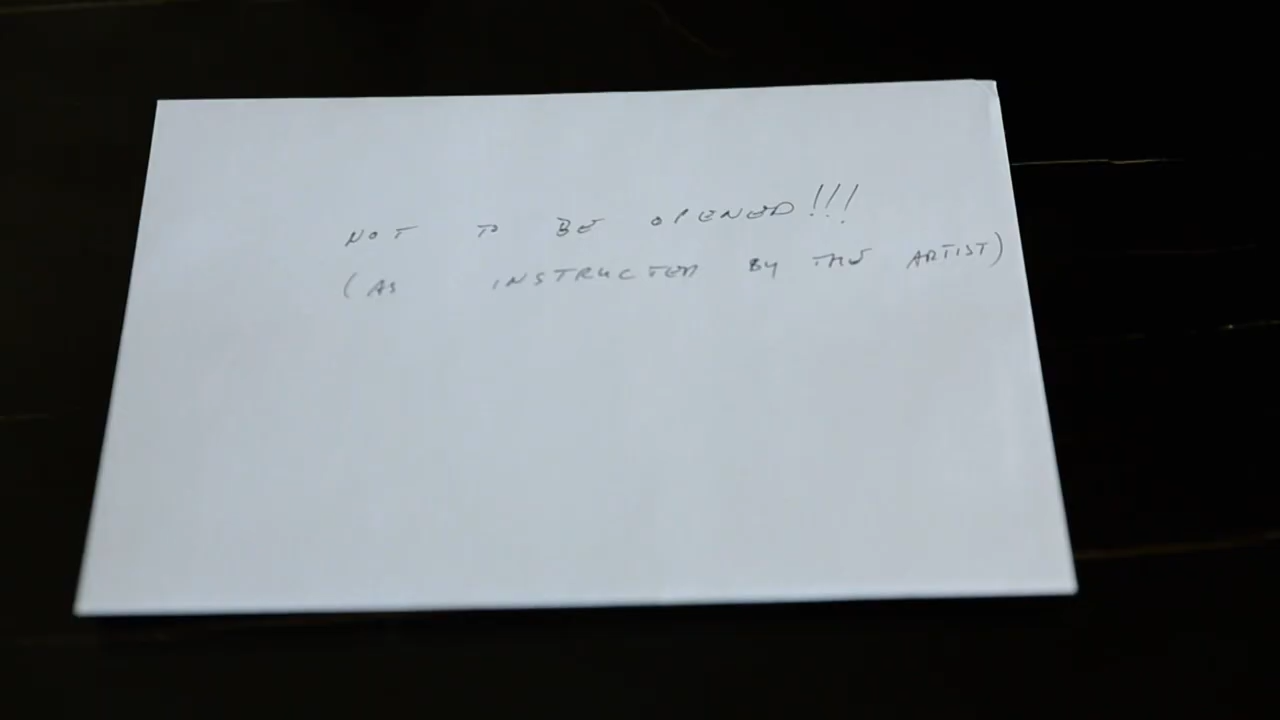 NOT TO BE OPENED!!!
(AS INSTRUCTED BY THE ARTIST)